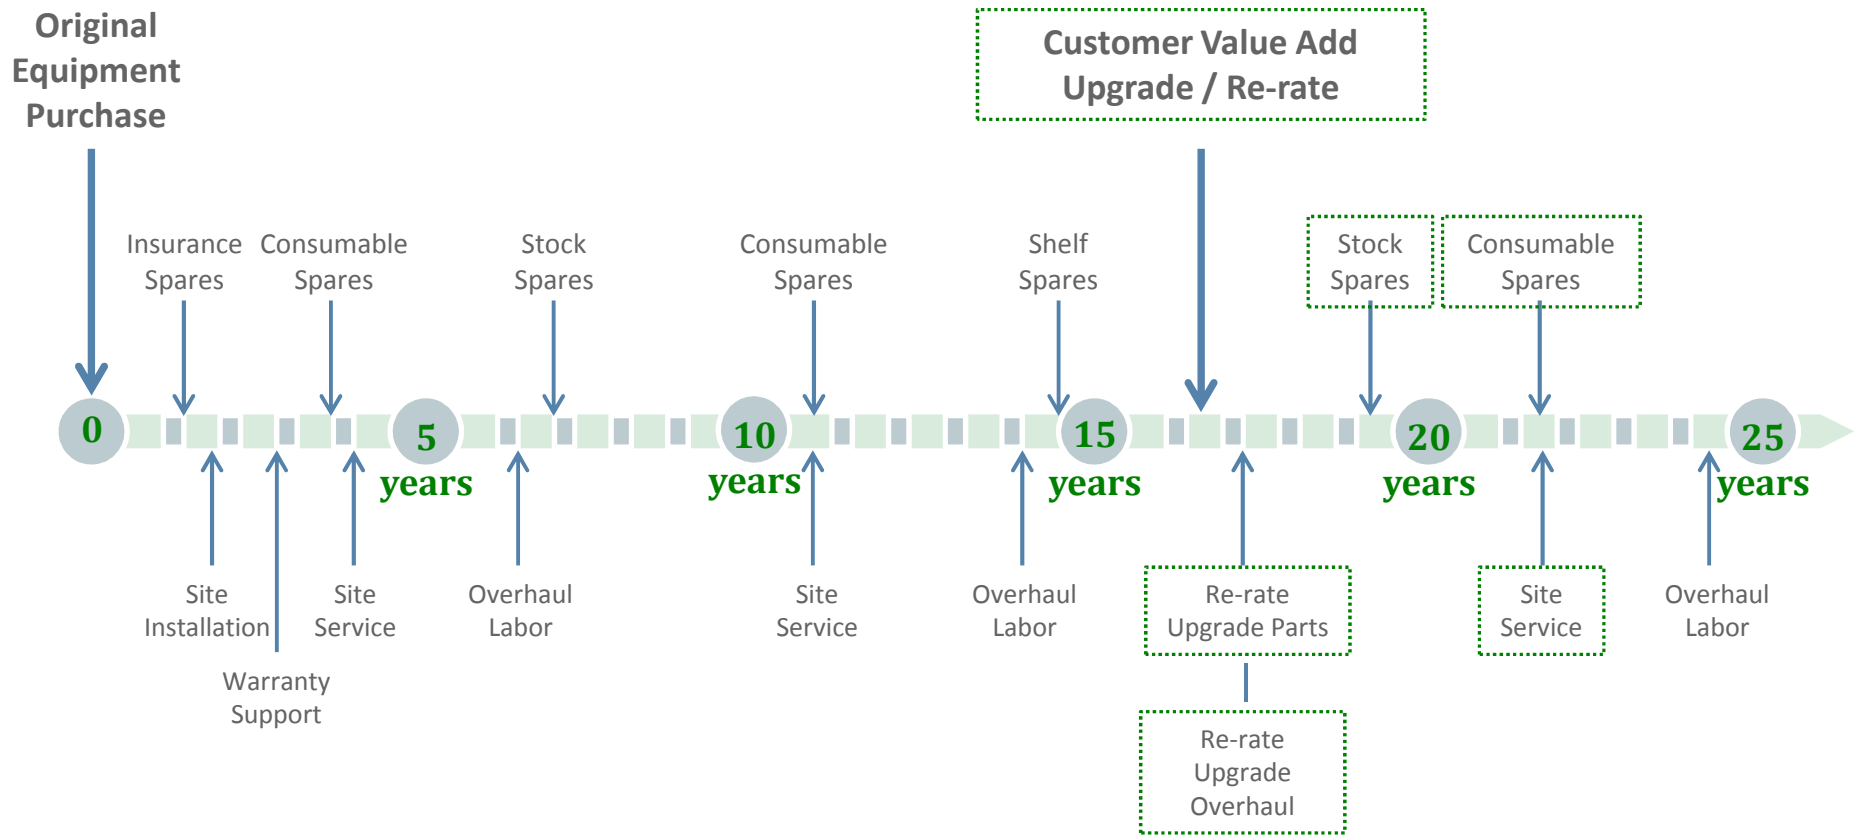 Original
Equipment
Purchase
Customer Value Add
Upgrade / Re-rate
Insurance
Spares
Consumable
Spares
Stock
Spares
Consumable
Spares
Shelf
Spares
Stock
Spares
Consumable
Spares
0
5
years
10
years
15
years
20
years
25
years
Site
Installation
Warranty
Support
Site
Service
Overhaul
Labor
Site
Service
Overhaul
Labor
Re-rate
Upgrade Parts
Re-rate
Upgrade
Overhaul
Site
Service
Overhaul
Labor